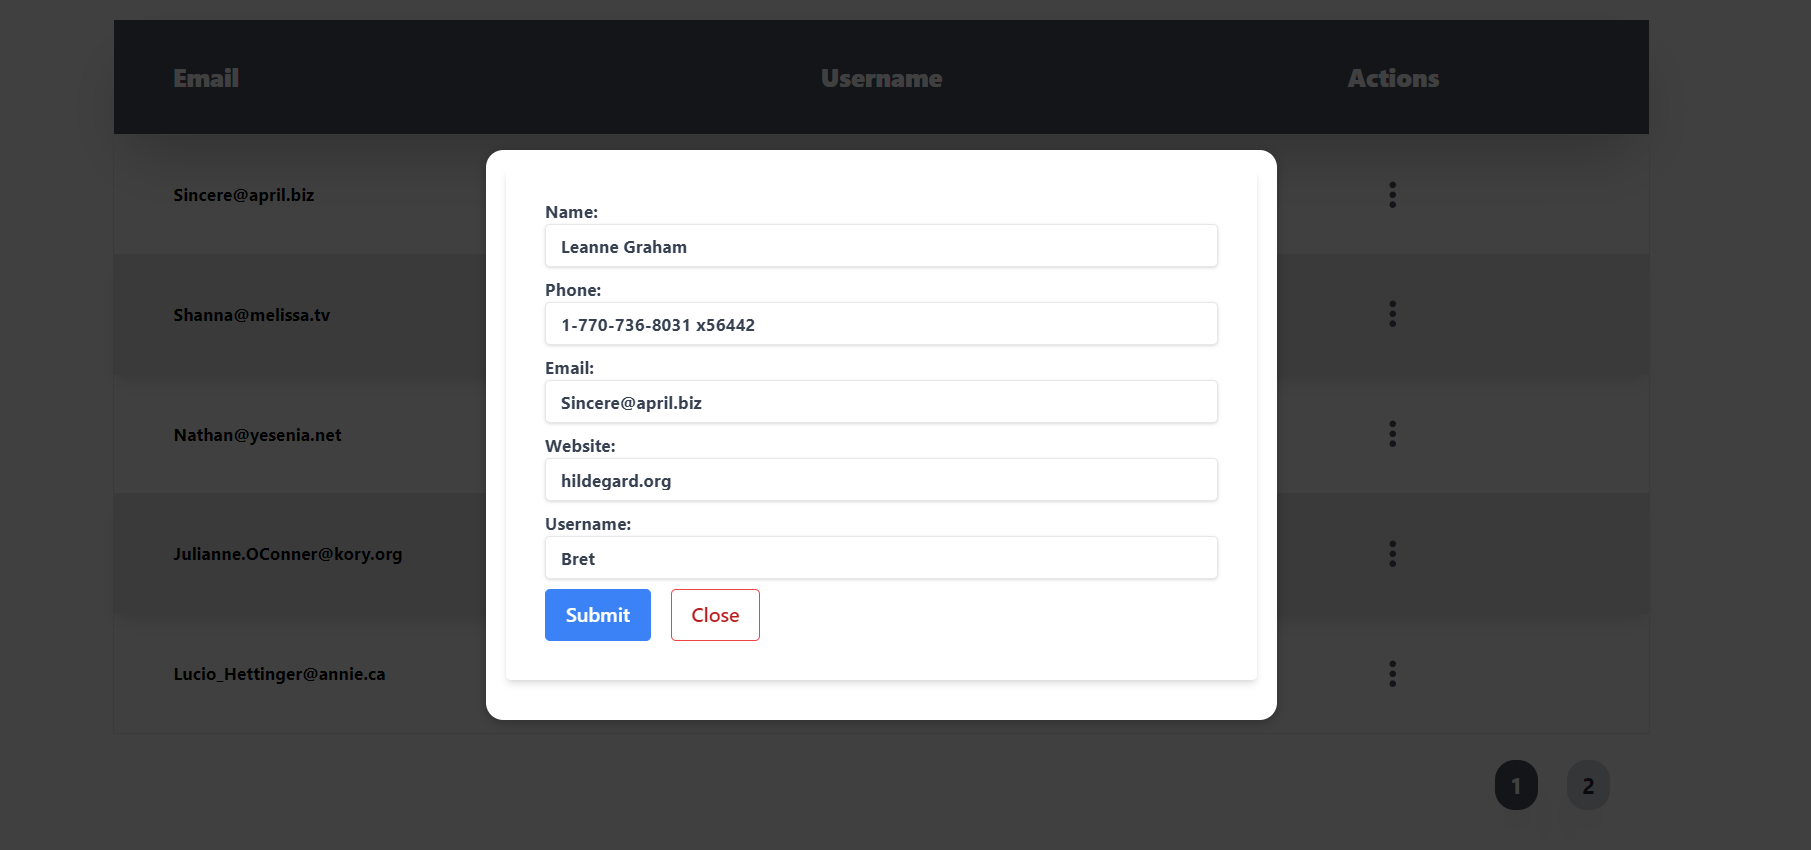 Email Username Actions
Sincere@april.biz
Shanna@melissa.tv
Nathan@yesenia.net
Julianne.OConner@kory.org
Lucio_Hettinger@annie.ca
Name:
Leanne Graham
Phone:
1-770-736-8031 x56442
Email:
Sincere@april.biz
Website:
hildegard.org
Username:
Bret
Submit Close
1 2